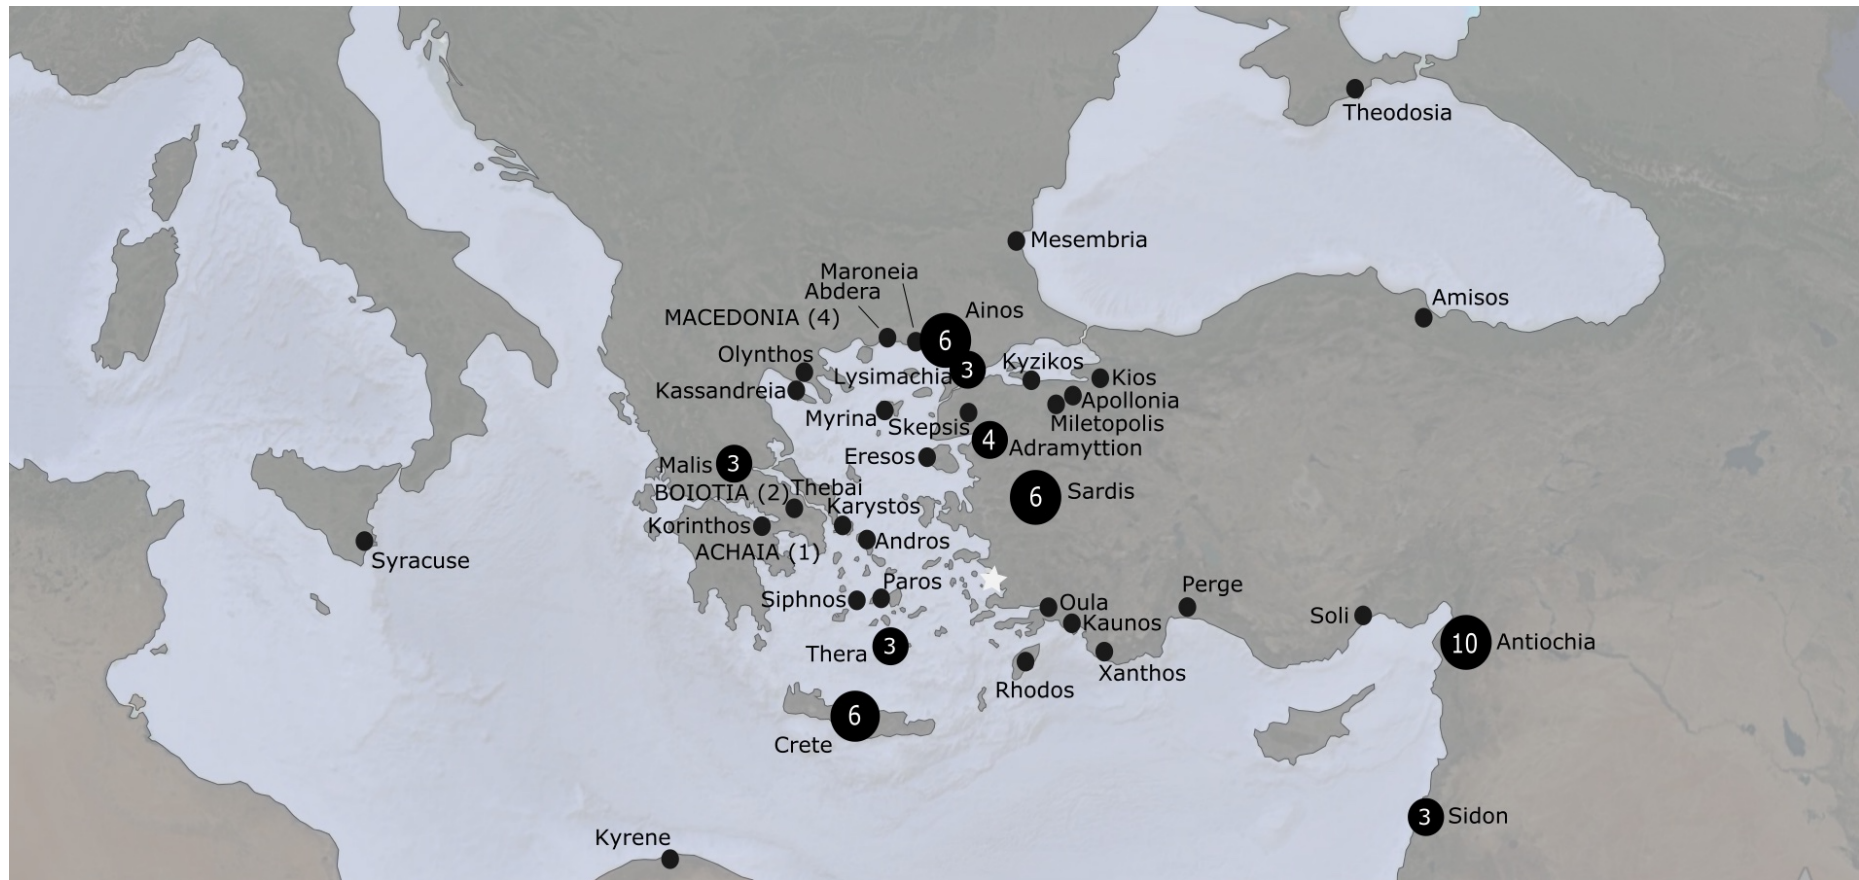 Theodosia
Mesembria
Maroneia
Abdera
Amisos
Ainos
MACEDONIA (4)
6
Olynthos
Kyzikos
Lysimachia
3
Kios
Kassandreia
Apollonia
Myrina
Skepsis
Miletopolis
4
Adramyttion
Eresos
Malis
3
BOIOTIA (2)
Thebai
6
Sardis
Karystos
Korinthos
Andros
ACHAIA (1)
Syracuse
Paros
Perge
Siphnos
Oula
Soli
Kaunos
10
Antiochia
Thera
3
Xanthos
Rhodos
6
Crete
3
Sidon
Kyrene